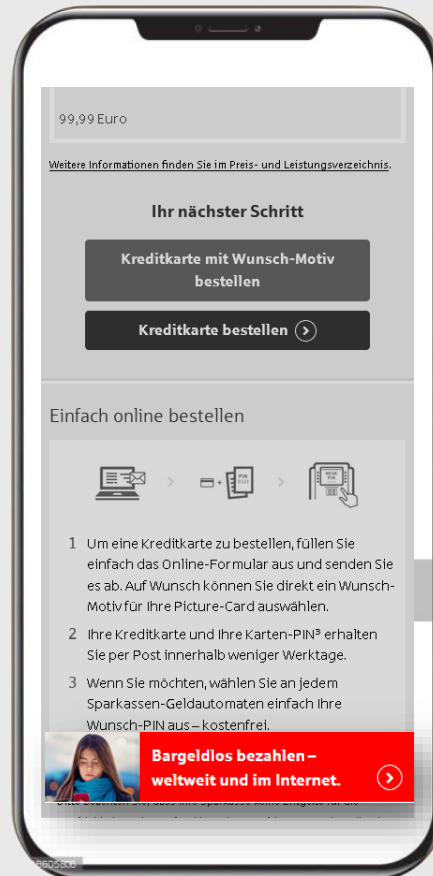 99,99 Euro
Weitere Informationen finden Sie im Preis- und Leistungsverzeichnis.
Ihr nächster Schritt
Kreditkarte mit Wunsch-Motiv
bestellen
Kreditkarte bestellen
Einfach online bestellen
PIN
NEUE
PIN
1 Um eine Kreditkarte zu bestellen, füllen Sie
einfach das Online-Formular aus und senden Sie
es ab. Auf Wunsch können Sie direkt ein Wunsch-
Motiv für Ihre Picture-Card auswählen.
2 Ihre Kreditkarte und Ihre Karten-PIN³ erhalten
Sie per Post innerhalb weniger Werktage.
3 Wenn Sie möchten, wählen Sie an jedem
Sparkassen-Geldautomaten einfach Ihre
Wunsch-PIN aus – kostenfrei.
Bargeldlos bezahlen –
weltweit und im Internet.